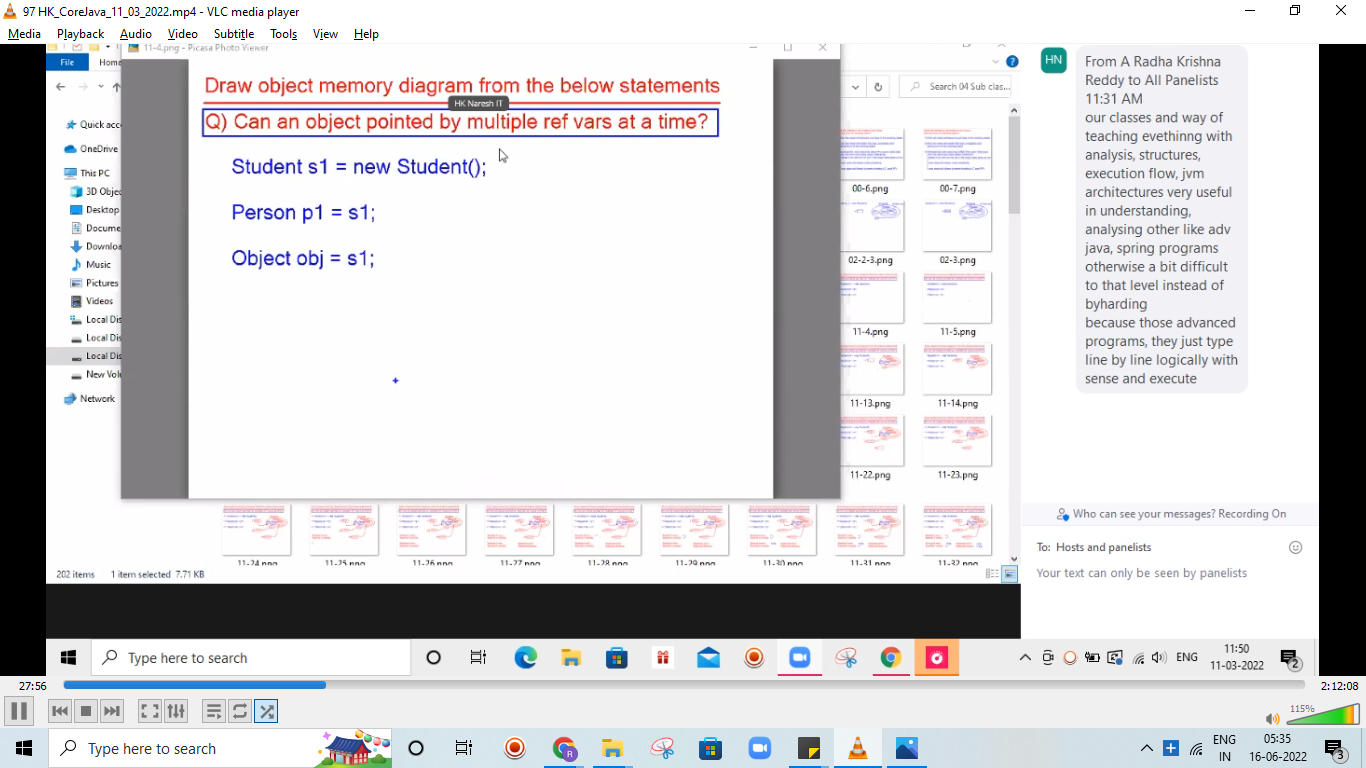 97 HK_CoreJava_11_03_2022.mp4 - VLC media player
Media Playback Audio Video Subtitle Tools View Help
11-4.png - Picasa Photo Viewer
File Home
Search 04 Sub clas...
Quick acc
OneDrive
This PC
3D Objec
Desktop
Docume
Downloa
Music
Pictures
Videos
Local Dis
Local Dis
Local Dis
New Volu
Network
Draw object memory diagram from the below statements
HK Naresh IT
Q) Can an object pointed by multiple ref vars at a time?
Student s1 = new Student();
Person p1 = s1;
Object obj = s1;
00-6.png 00-7.png
02-2-3.png 02-3.png
11-4.png 11-5.png
11-13.png 11-14.png
11-22.png 11-23.png
11-24.png 11-25.png 11-26.png 11-27.png 11-28.png 11-29.png 11-30.png 11-31.png 11-32.png
202 items 1 item selected 7.71 KB
HN
From A Radha Krishna
Reddy to All Panelists
11:31 AM
our classes and way of
teaching evethinng with
analysis, structures,
execution flow, jvm
architectures very useful
in understanding,
analysing other like adv
java, spring programs
otherwise a bit difficult
to that level instead of
byharding
because those advanced
programs, they just type
line by line logically with
sense and execute
Who can see your messages? Recording On
To: Hosts and panelists
Your text can only be seen by panelists
Type here to search
ENG
11:50
11-03-2022
2
27:56
2:12:08
115%
Type here to search
ENG
IN
05:35
16-06-2022
3